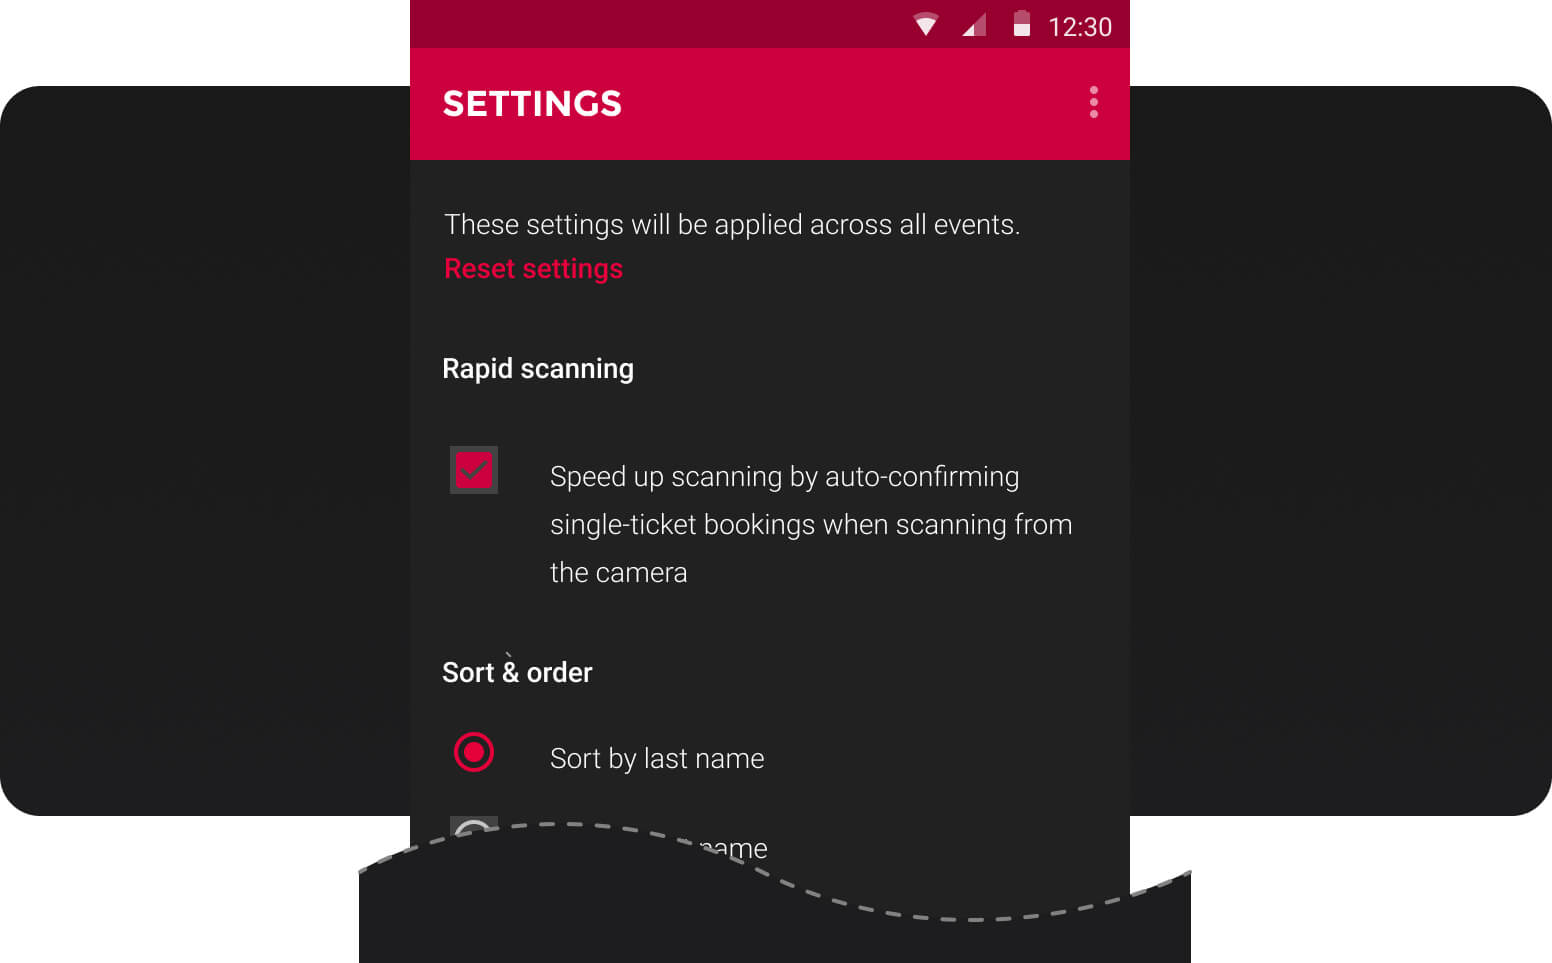 12:30
SETTINGS
These settings will be applied across all events.
Reset settings
Rapid scanning
Speed up scanning by auto-confirming
single-ticket bookings when scanning from
the camera
Sort & order
Sort by last name
name